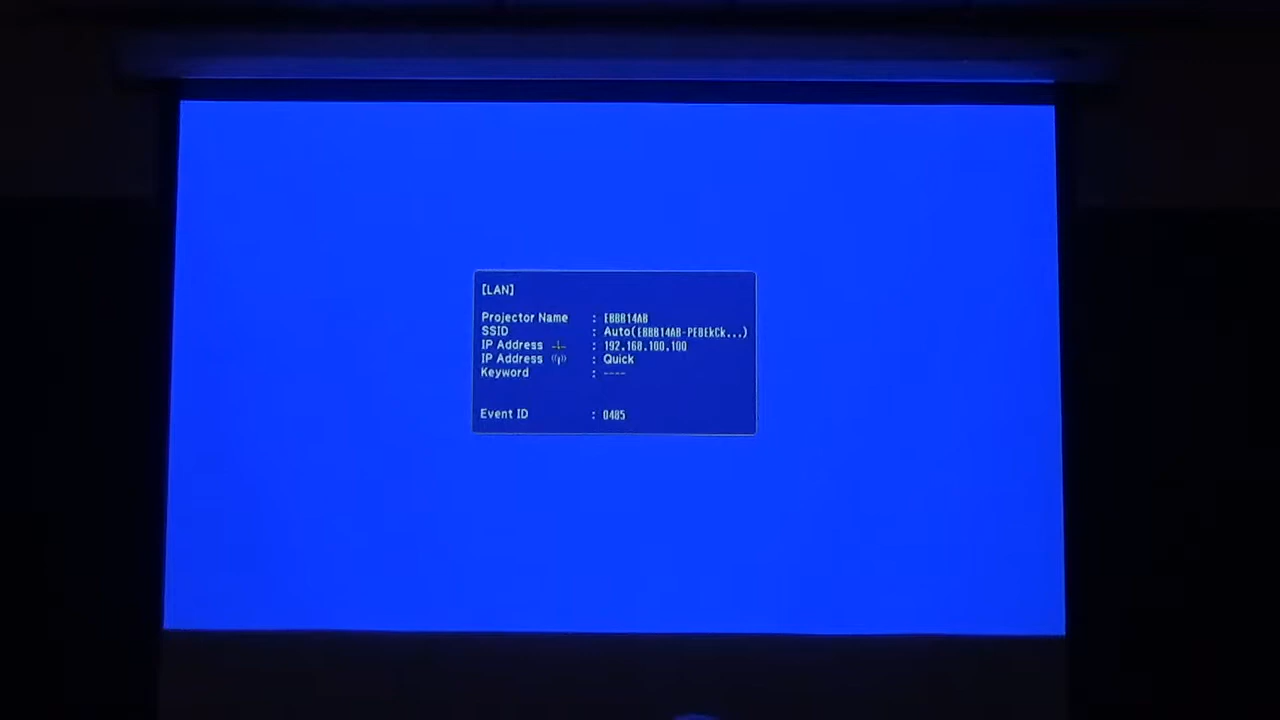 [LAN]
Projector Name : EBBB14AB
SSID : Auto(EBBB14AB-PEBEkCk...)
IP Address : 192.168.100.100
IP Address : Quick
Keyword : ----
Event ID : 0485